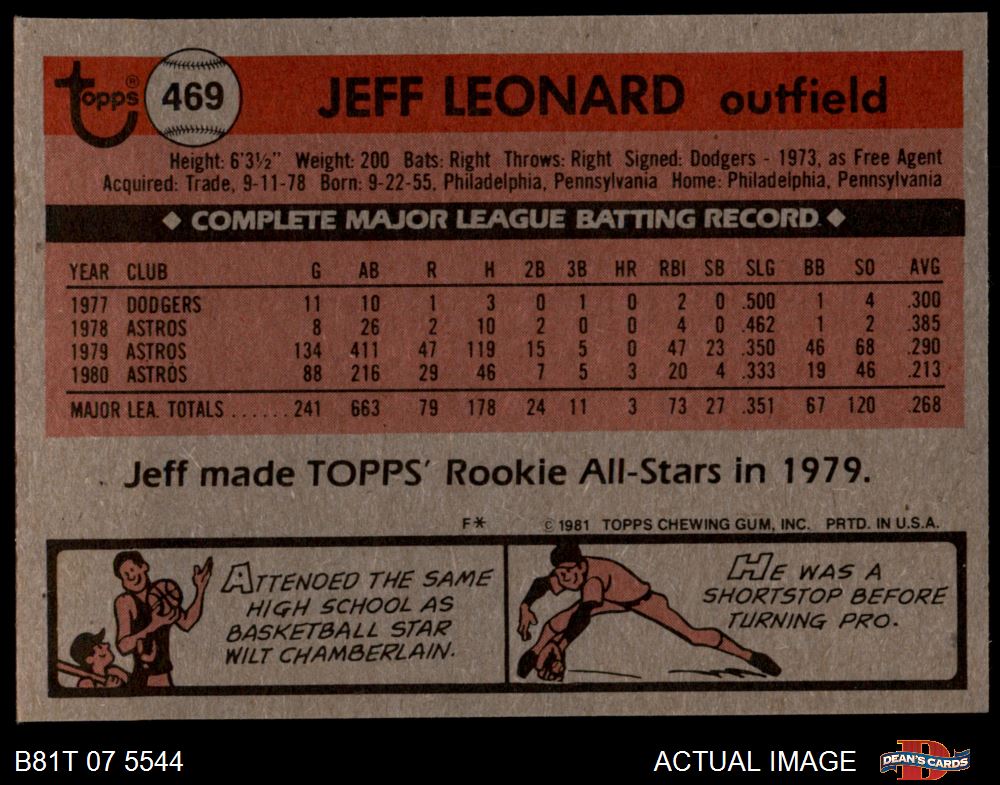 Topps® 469 JEFF LEONARD outfield
Height: 6'3½" Weight: 200 Bats: Right Throws: Right Signed: Dodgers - 1973, as Free Agent
Acquired: Trade, 9-11-78 Born: 9-22-55, Philadelphia, Pennsylvania Home: Philadelphia, Pennsylvania
◆ COMPLETE MAJOR LEAGUE BATTING RECORD ◆
YEAR CLUB G AB R H 2B 3B HR RBI SB SLG BB SO AVG
1977 DODGERS 11 10 1 3 0 1 0 2 0 .500 1 4 .300
1978 ASTROS 8 26 2 10 2 0 0 4 0 .462 1 2 .385
1979 ASTROS 134 411 47 119 15 5 0 47 23 .350 46 68 .290
1980 ASTROS 88 216 29 46 7 5 3 20 4 .333 19 46 .213
MAJOR LEA. TOTALS ...... 241 663 79 178 24 11 3 73 27 .351 67 120 .268
Jeff made TOPPS' Rookie All-Stars in 1979.
F* © 1981 TOPPS CHEWING GUM, INC. PRTD. IN U.S.A.
ATTENDED THE SAME
HIGH SCHOOL AS
BASKETBALL STAR
WILT CHAMBERLAIN.
HE WAS A
SHORTSTOP BEFORE
TURNING PRO.
B81T 07 5544 ACTUAL IMAGE DEAN'S CARDS